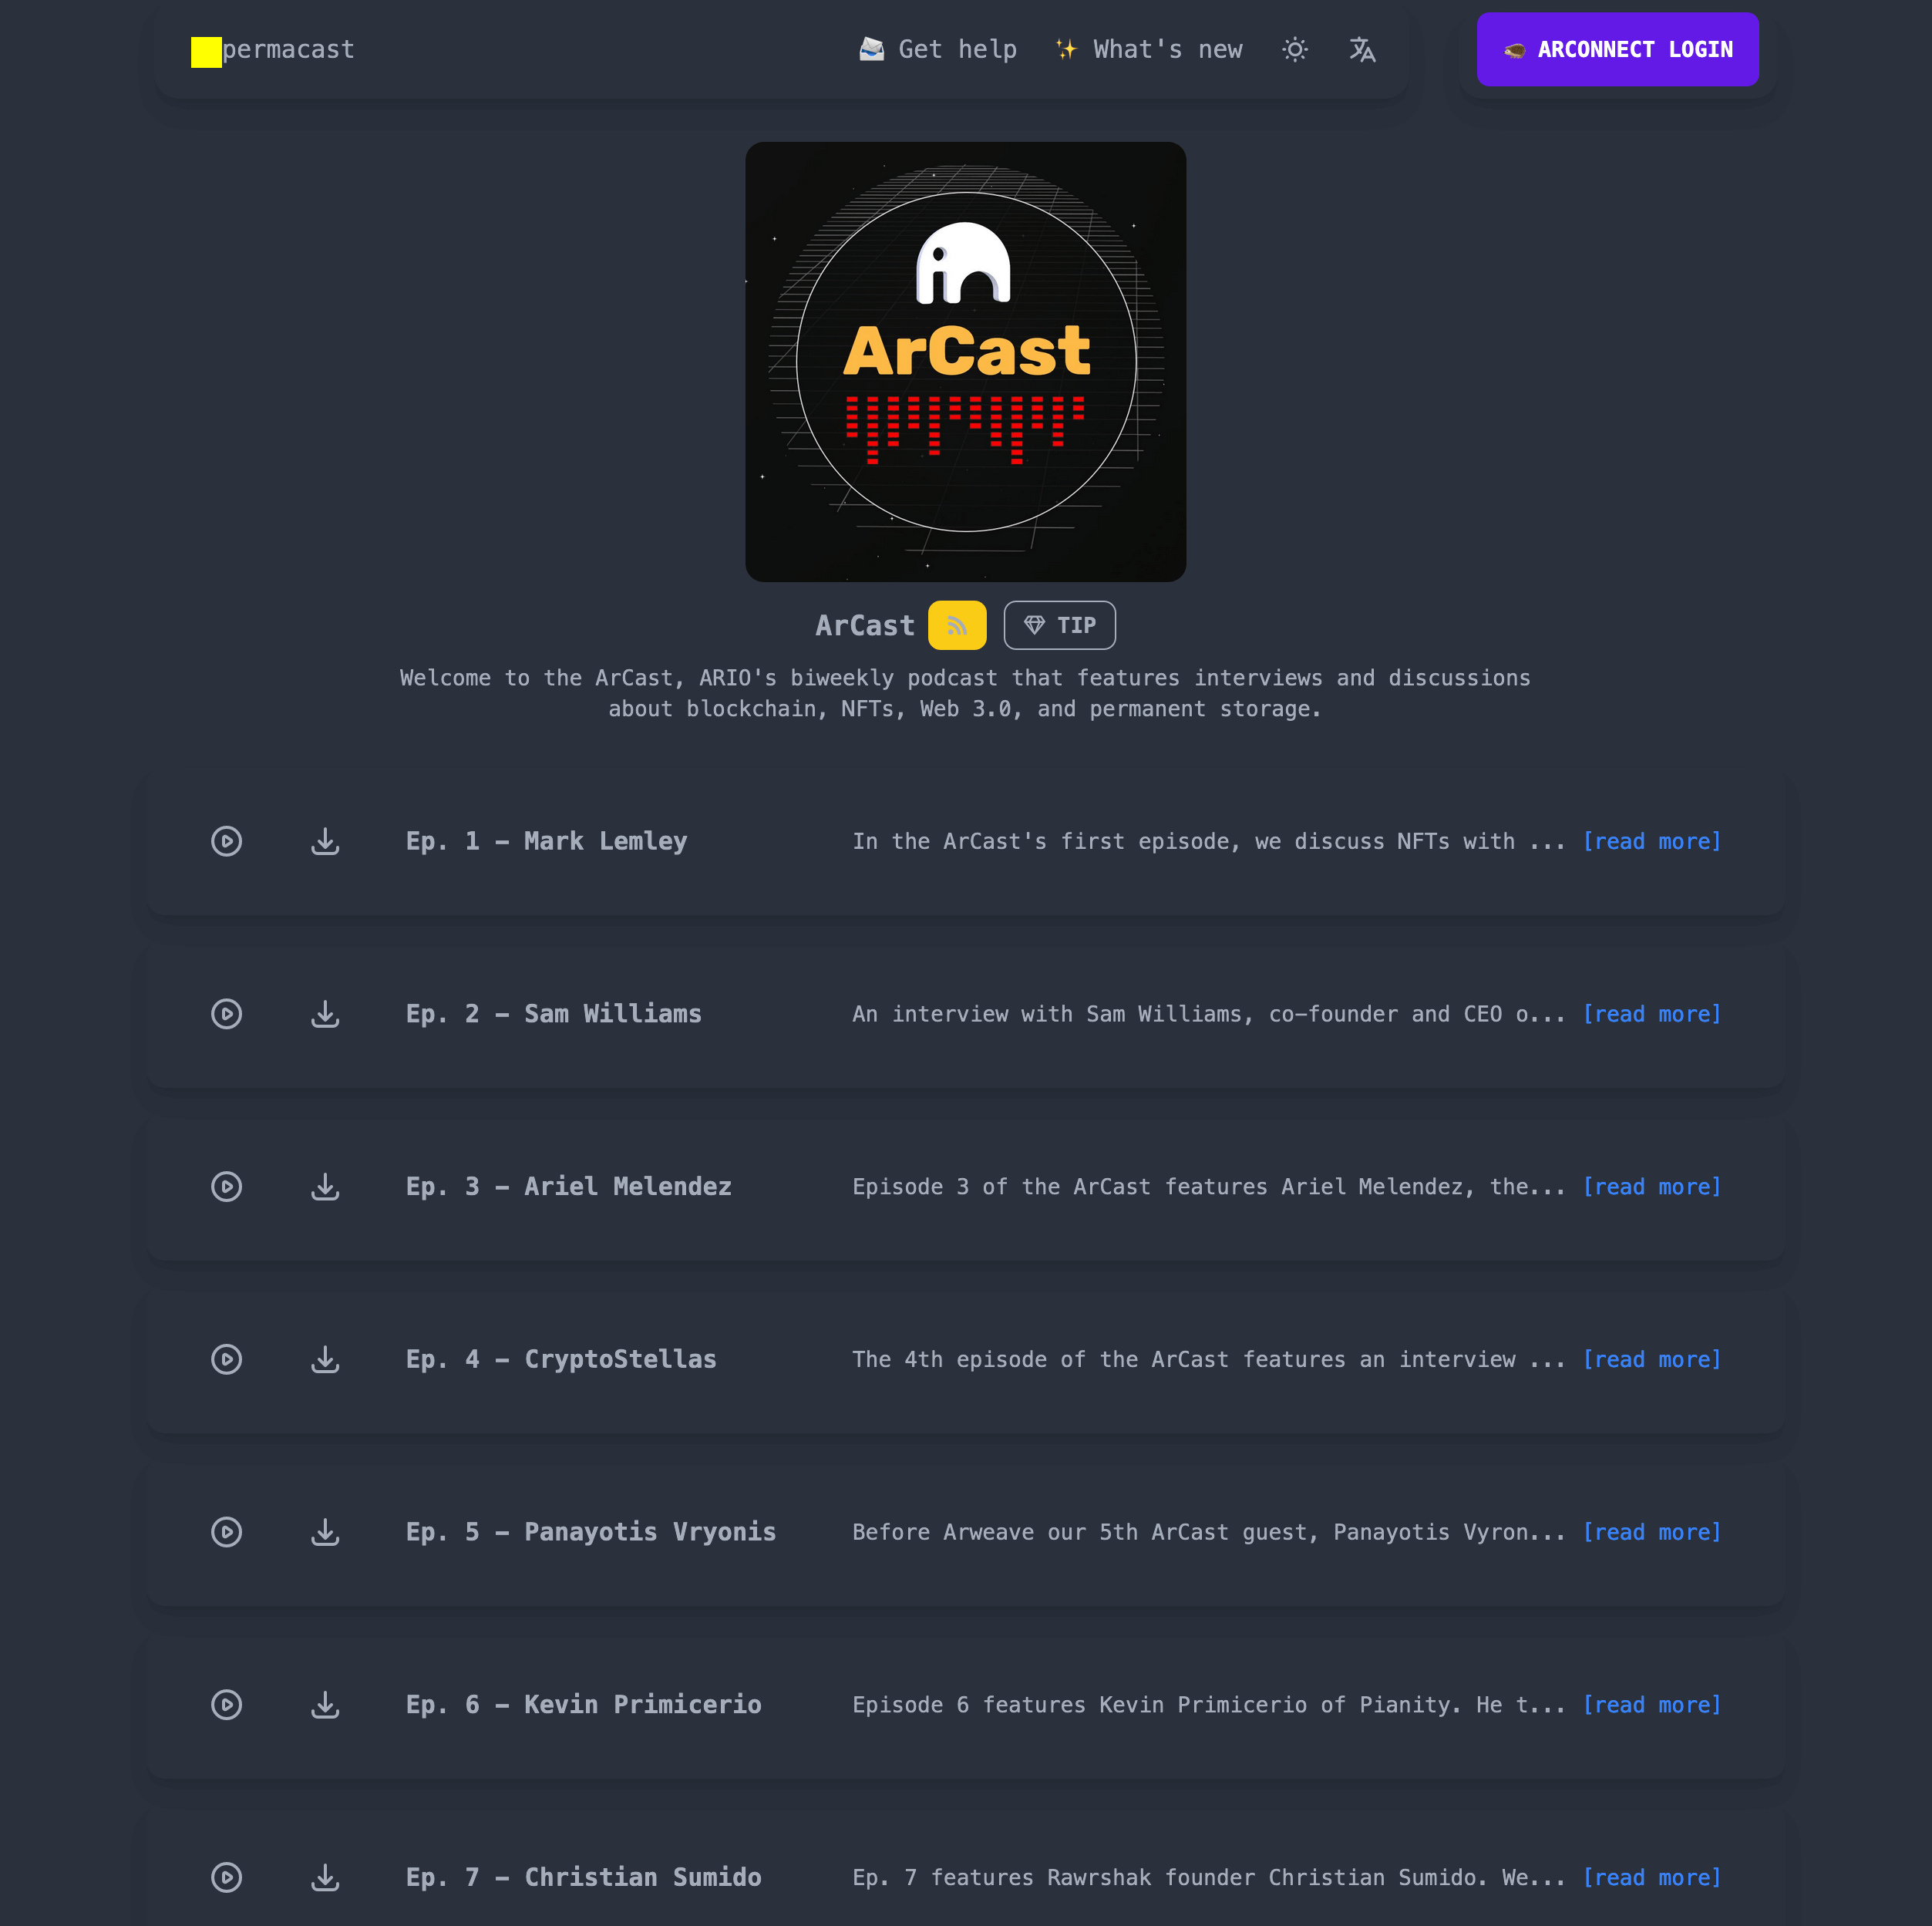 permacast
Get help
What's new
ARCONNECT LOGIN
ArCast
ArCast
TIP
Welcome to the ArCast, ARIO's biweekly podcast that features interviews and discussions
about blockchain, NFTs, Web 3.0, and permanent storage.
Ep. 1 – Mark Lemley In the ArCast's first episode, we discuss NFTs with ... [read more]
Ep. 2 – Sam Williams An interview with Sam Williams, co–founder and CEO o... [read more]
Ep. 3 – Ariel Melendez Episode 3 of the ArCast features Ariel Melendez, the... [read more]
Ep. 4 – CryptoStellas The 4th episode of the ArCast features an interview ... [read more]
Ep. 5 – Panayotis Vryonis Before Arweave our 5th ArCast guest, Panayotis Vyron... [read more]
Ep. 6 – Kevin Primicerio Episode 6 features Kevin Primicerio of Pianity. He t... [read more]
Ep. 7 – Christian Sumido Ep. 7 features Rawrshak founder Christian Sumido. We... [read more]